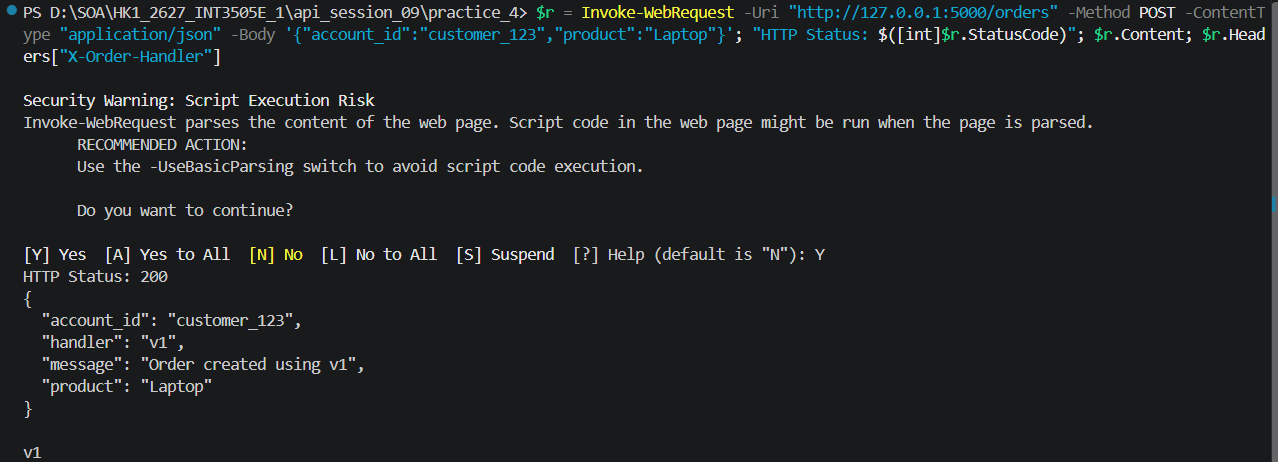 PS D:\SOA\HK1_2627_INT3505E_1\api_session_09\practice_4> $r = Invoke-WebRequest -Uri "http://127.0.0.1:5000/orders" -Method POST -ContentT
ype "application/json" -Body '{"account_id":"customer_123","product":"Laptop"}'; "HTTP Status: $([int]$r.StatusCode)"; $r.Content; $r.Head
ers["X-Order-Handler"]

Security Warning: Script Execution Risk
Invoke-WebRequest parses the content of the web page. Script code in the web page might be run when the page is parsed.
      RECOMMENDED ACTION:
      Use the -UseBasicParsing switch to avoid script code execution.

      Do you want to continue?

[Y] Yes  [A] Yes to All  [N] No  [L] No to All  [S] Suspend  [?] Help (default is "N"): Y
HTTP Status: 200
{
  "account_id": "customer_123",
  "handler": "v1",
  "message": "Order created using v1",
  "product": "Laptop"
}

v1